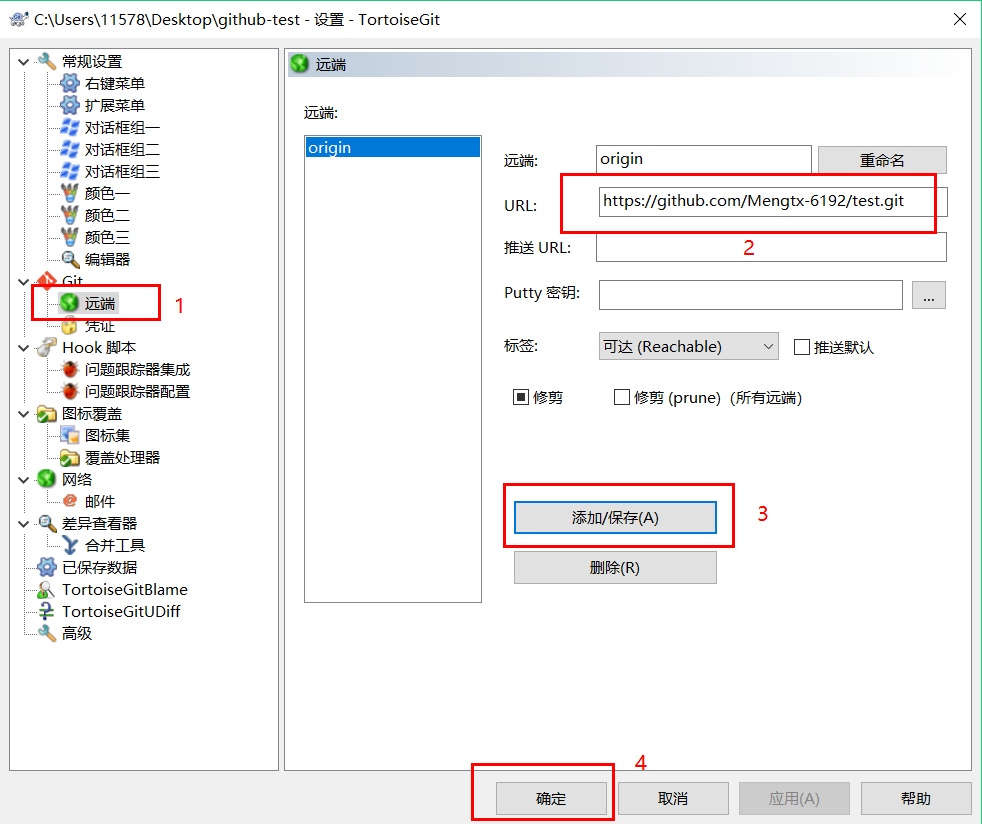 C:\Users\11578\Desktop\github-test - 设置 - TortoiseGit
常规设置
右键菜单
扩展菜单
对话框组一
对话框组二
对话框组三
颜色一
颜色二
颜色三
编辑器
Git
远端
1
凭证
Hook 脚本
问题跟踪器集成
问题跟踪器配置
图标覆盖
图标集
覆盖处理器
网络
邮件
差异查看器
合并工具
已保存数据
TortoiseGitBlame
TortoiseGitUDiff
高级
远端
远端:
origin
远端:
origin
重命名
URL:
https://github.com/Mengtx-6192/test.git
推送 URL:
2
Putty 密钥:
...
标签:
可达 (Reachable)
推送默认
修剪
修剪 (prune)（所有远端）
添加/保存(A)
3
删除(R)
4
确定
取消
应用(A)
帮助